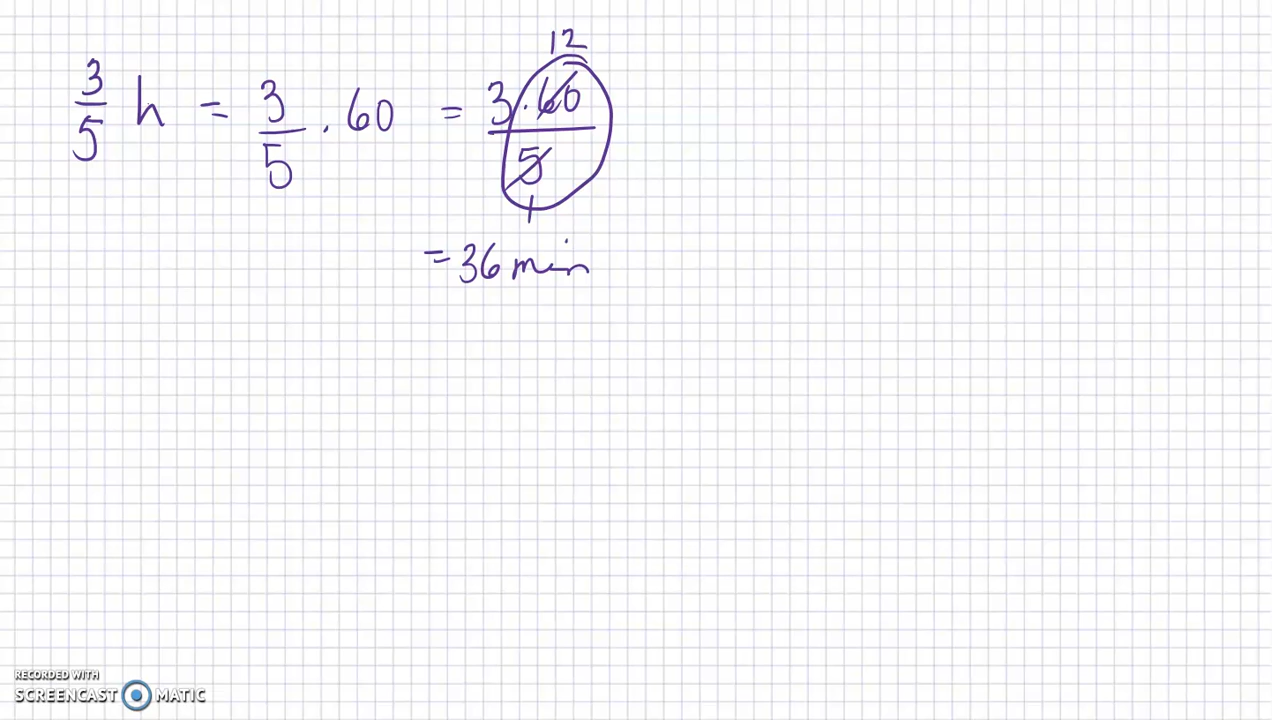 3/5 h = 3/5 . 60 = 3 . 60/5
12
1
= 36 min
RECORDED WITH
SCREENCAST MATIC